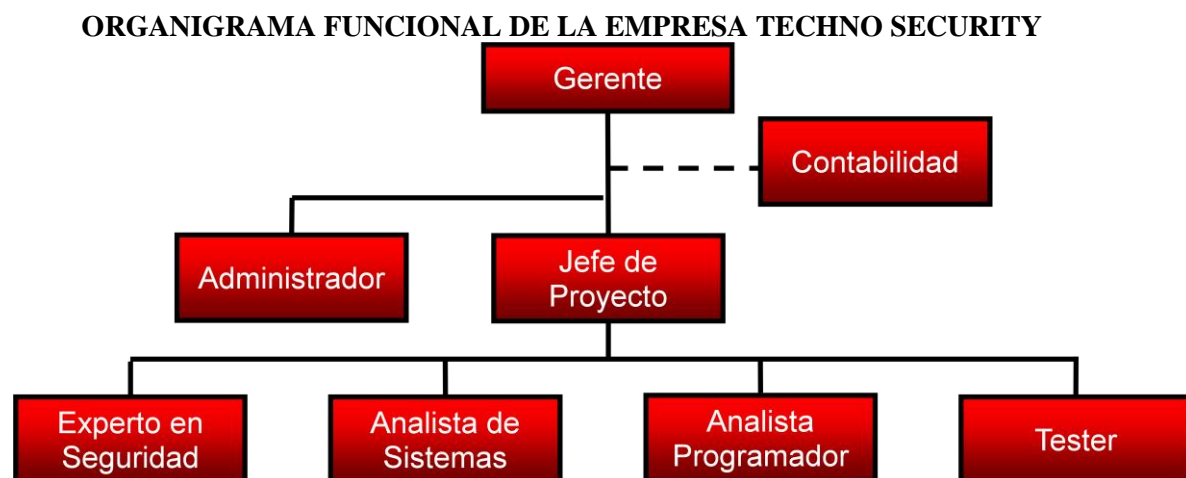 ORGANIGRAMA FUNCIONAL DE LA EMPRESA TECHNO SECURITY
Gerente
Contabilidad
Administrador
Jefe de
Proyecto
Experto en
Seguridad
Analista de
Sistemas
Analista
Programador
Tester